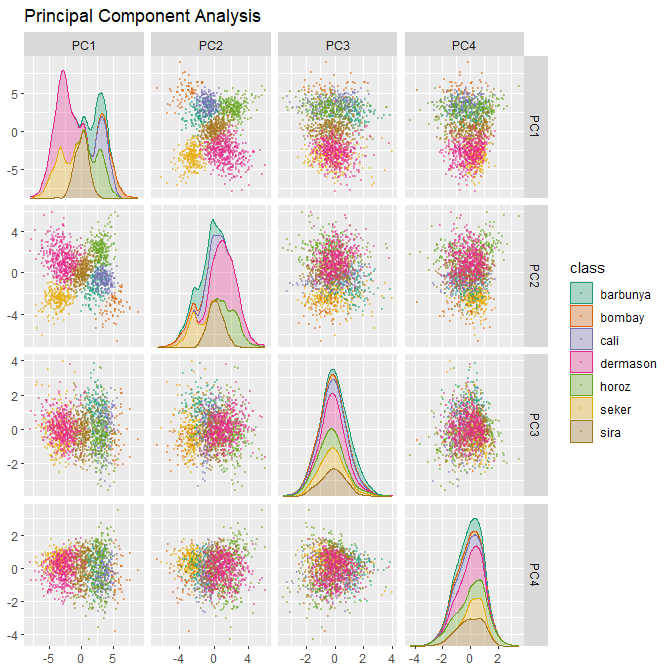 Principal Component Analysis
PC1 PC2 PC3 PC4
5
0
-5
PC1
4
2
0
-4
PC2
4
2
0
-2
PC3
2
0
-2
-4
PC4
-5 0 5 -4 0 4 -2 0 2 4 -4 -2 0 2
class
barbunya
bombay
cali
dermason
horoz
seker
sira